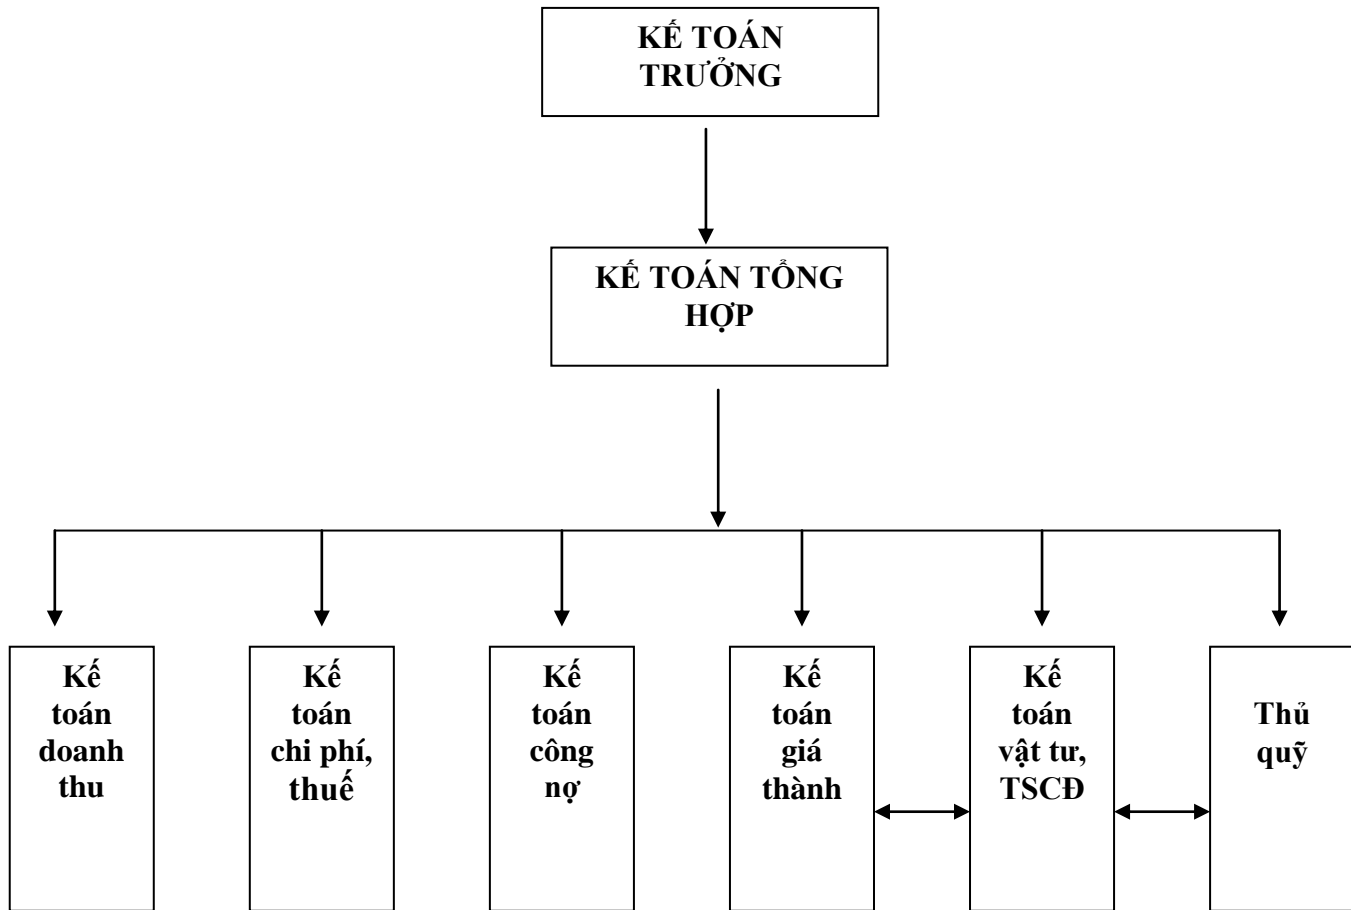 KẾ TOÁN
TRƯỞNG
KẾ TOÁN TỔNG
HỢP
Kế
toán
doanh
thu
Kế
toán
chi phí,
thuế
Kế
toán
công
nợ
Kế
toán
giá
thành
Kế
toán
vật tư,
TSCĐ
Thủ
quỹ